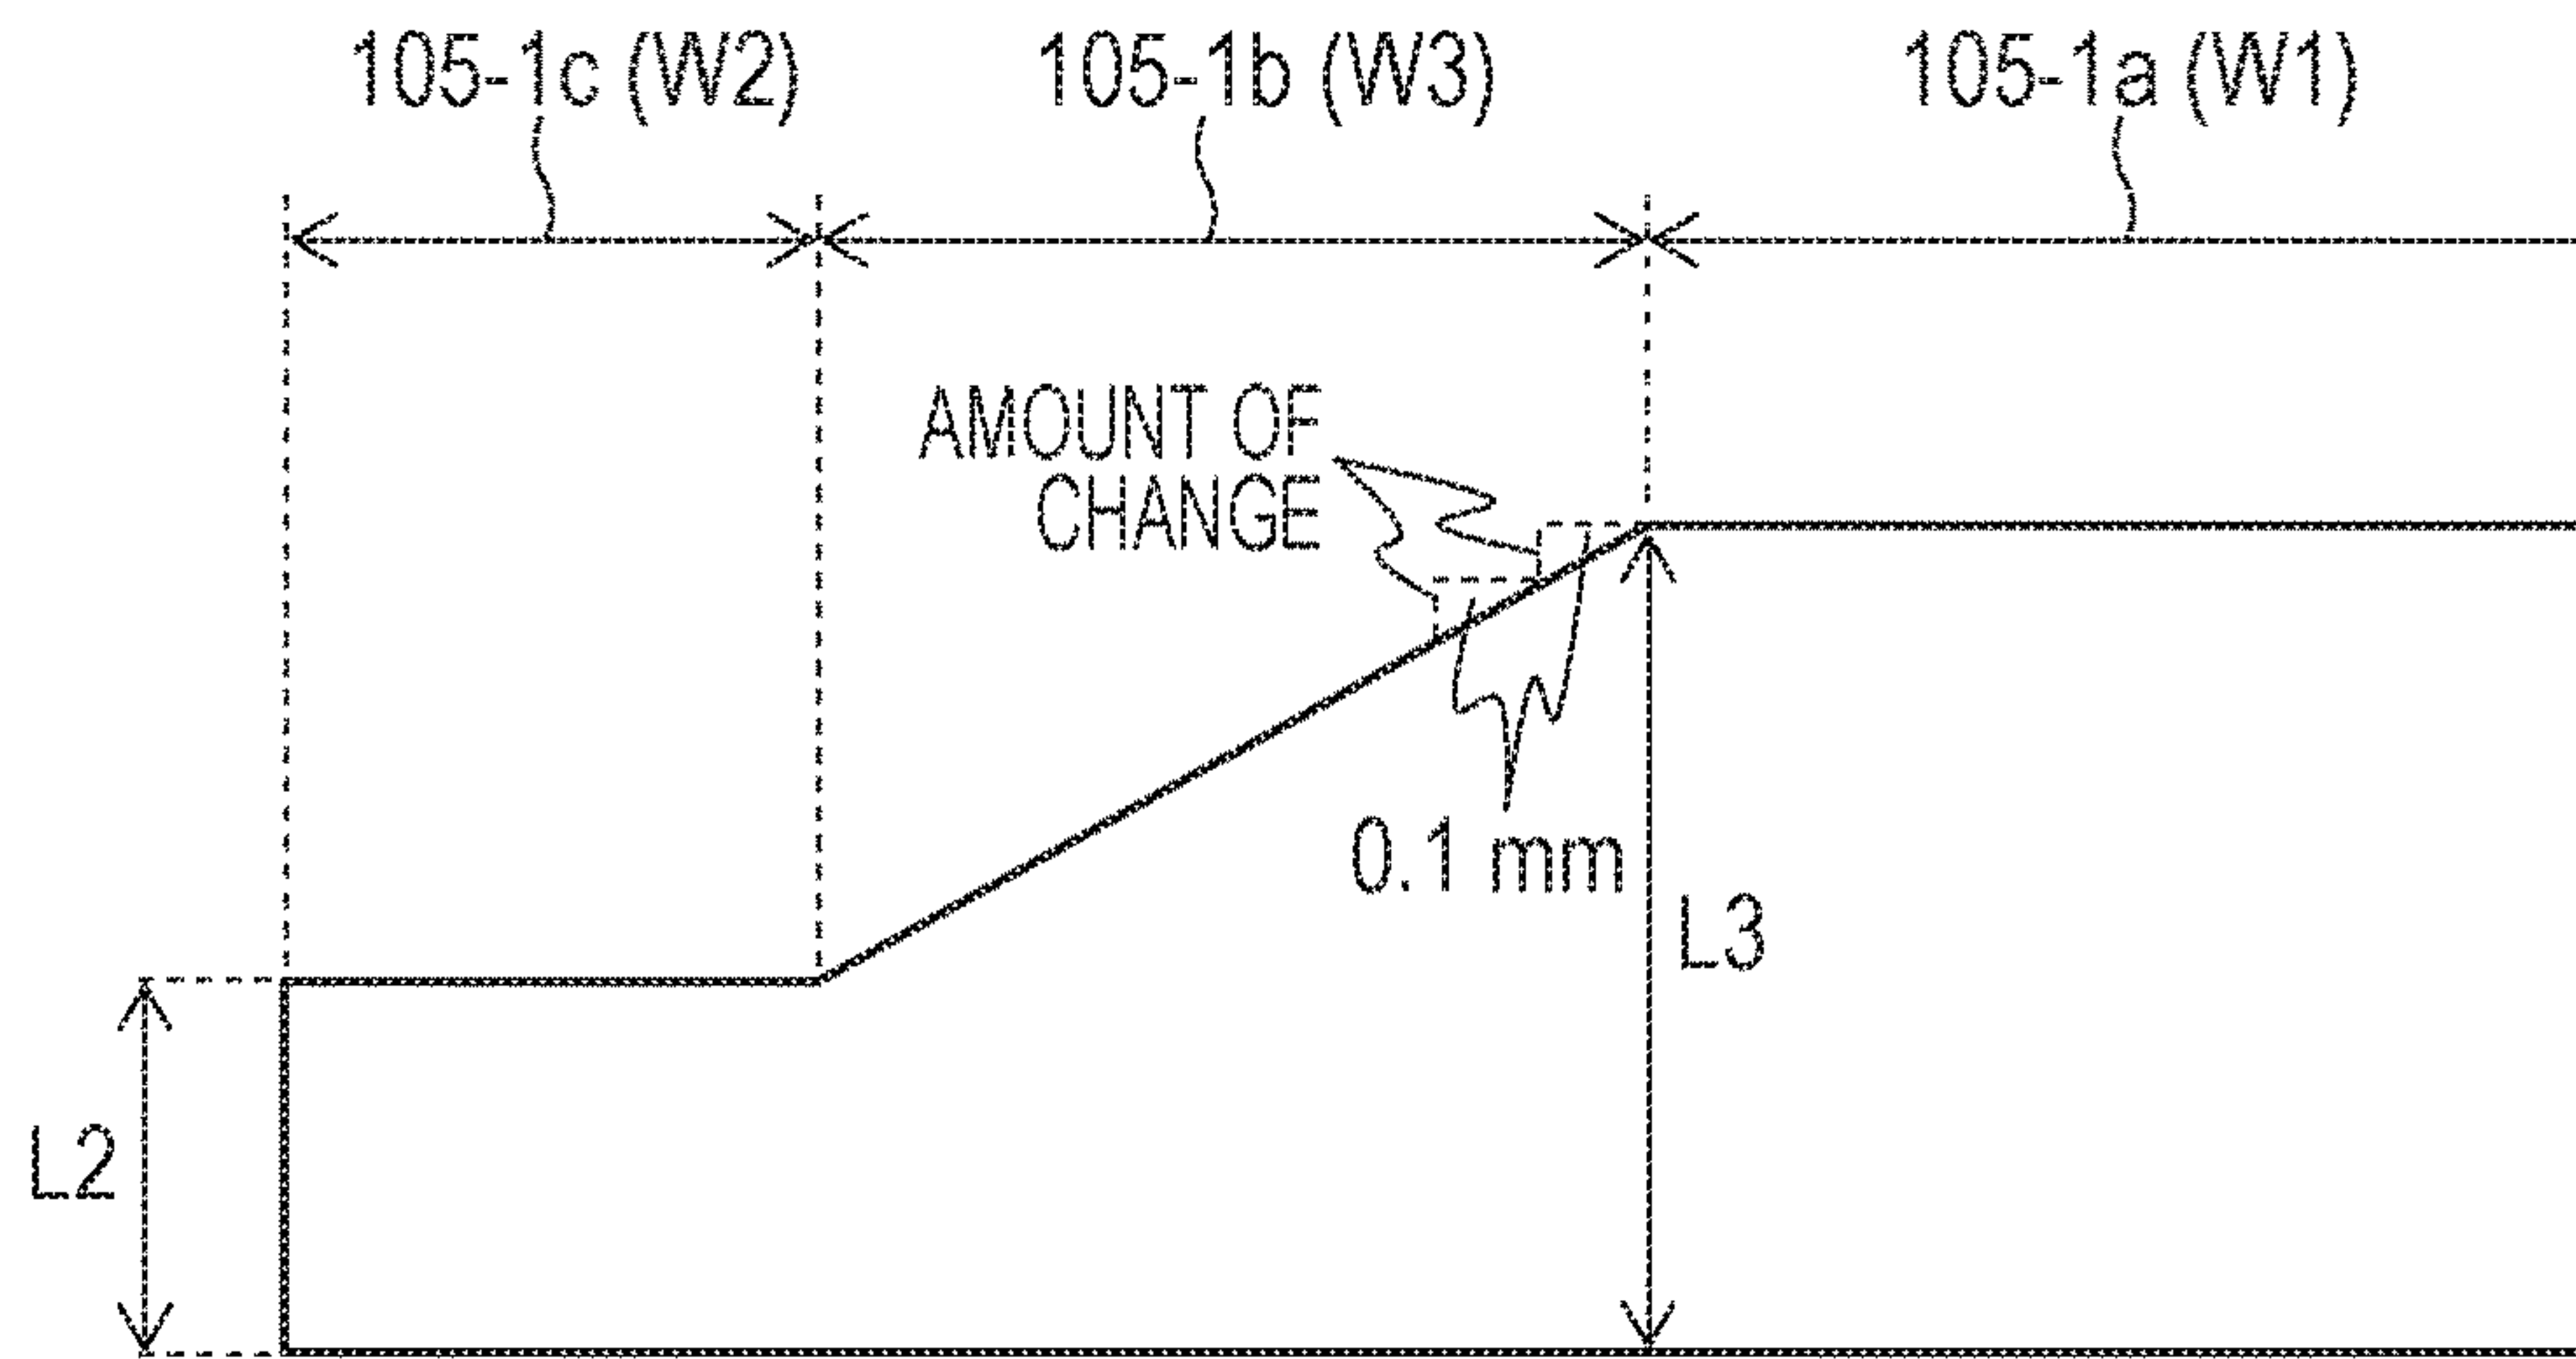 105-1c (W2)
105-1b (W3)
105-1a (W1)
AMOUNT OF
CHANGE
0.1 mm
L3
L2